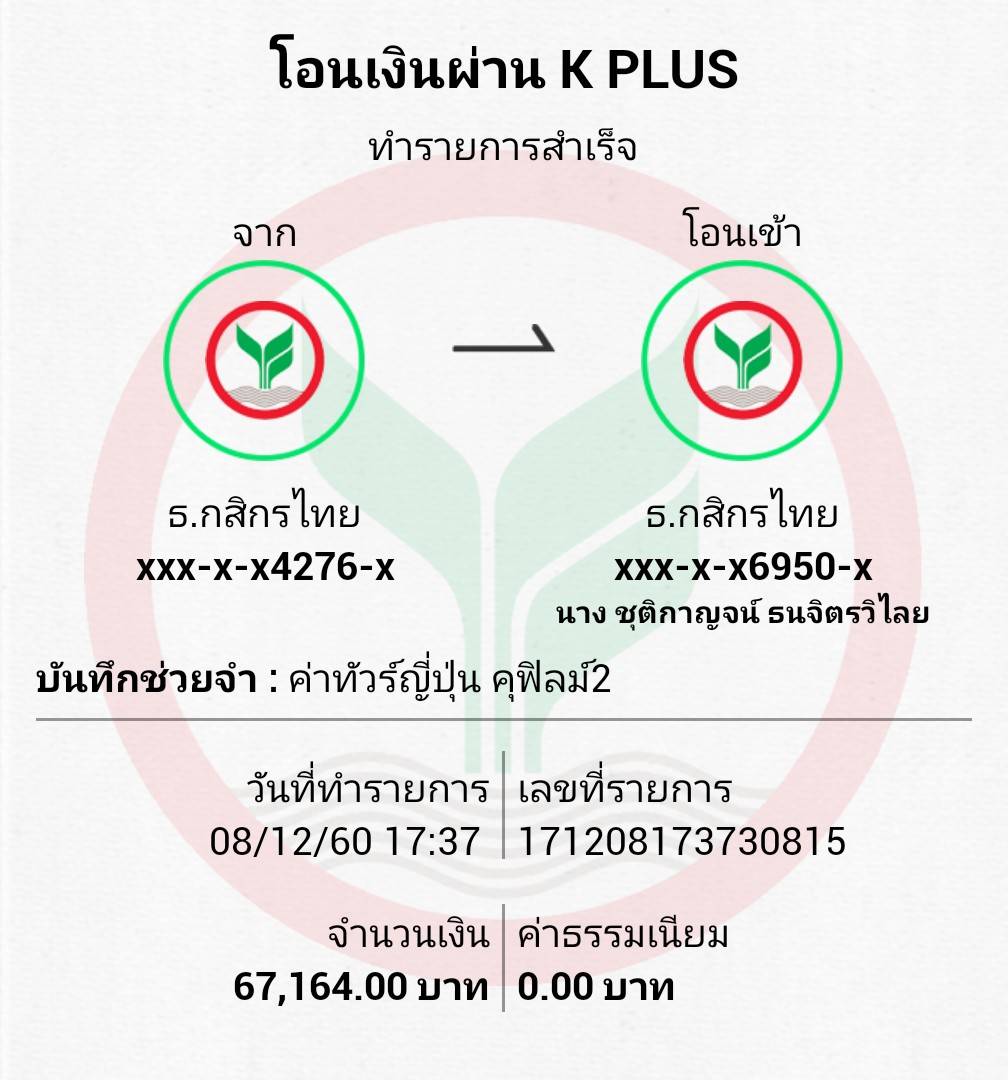 โอนเงินผ่าน K PLUS
ทำรายการสำเร็จ
จาก
โอนเข้า
ธ.กสิกรไทย
xxx-x-x4276-x
ธ.กสิกรไทย
xxx-x-x6950-x
นาง ชุติกาญจน์ ธนจิตรวิไลย
บันทึกช่วยจำ : ค่าทัวร์ญี่ปุ่น คุฟิลม์2
วันที่ทำรายการ
08/12/60 17:37
เลขที่รายการ
171208173730815
จำนวนเงิน
67,164.00 บาท
ค่าธรรมเนียม
0.00 บาท